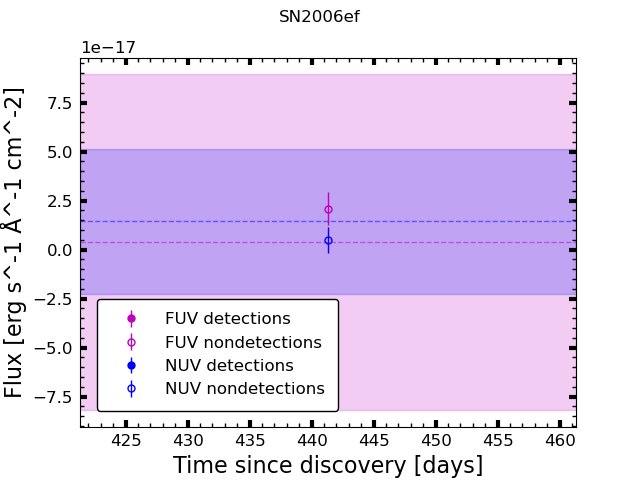 SN2006ef
1e−17
7.5
5.0
2.5
0.0
−2.5
−5.0
−7.5
Flux [erg s^-1 Å^-1 cm^-2]
FUV detections
FUV nondetections
NUV detections
NUV nondetections
425 430 435 440 445 450 455 460
Time since discovery [days]